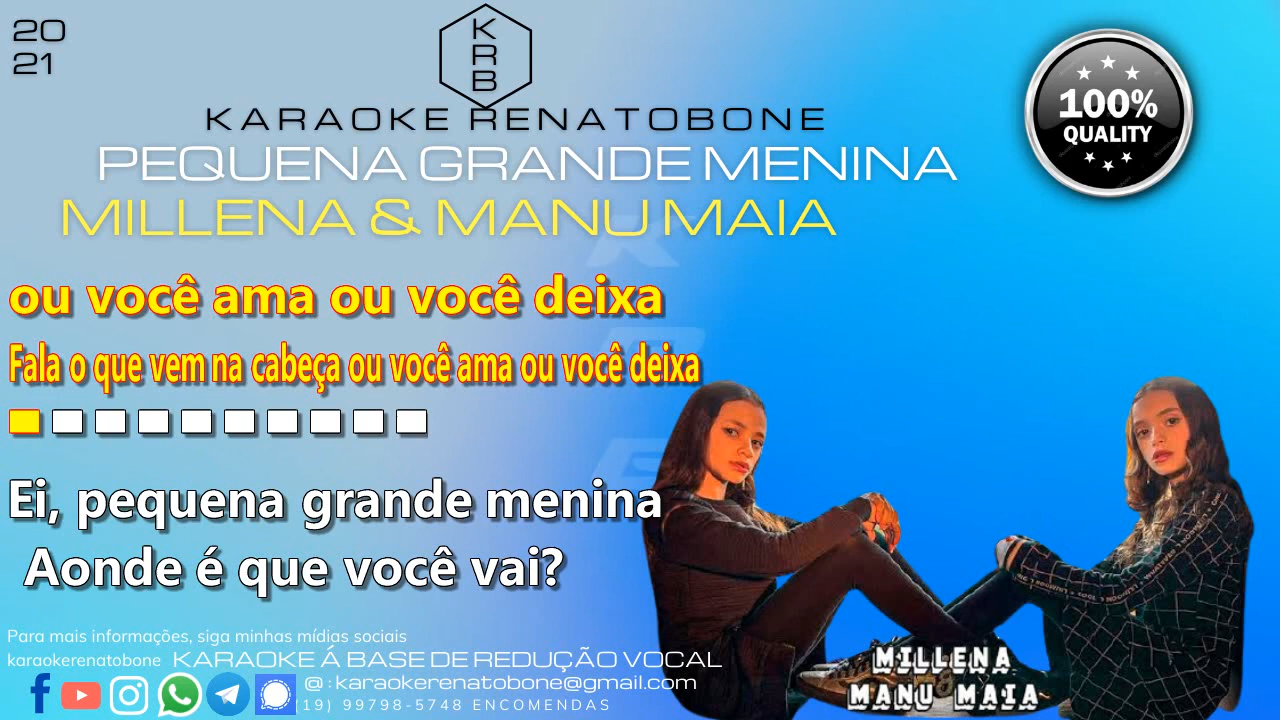 20
21
K
R
B
KARAOKE RENATOBONE
100%
QUALITY
PEQUENA GRANDE MENINA
MILLENA & MANU MAIA
ou você ama ou você deixa
Fala o que vem na cabeça ou você ama ou você deixa
Ei, pequena grande menina
Aonde é que você vai?
Para mais informações, siga minhas mídias sociais
karaokerenatobone
KARAOKE Á BASE DE REDUÇÃO VOCAL
@:karaokerenatobone@gmail.com
(19) 99798-5748 ENCOMENDAS
MILLENA
MANU MAIA